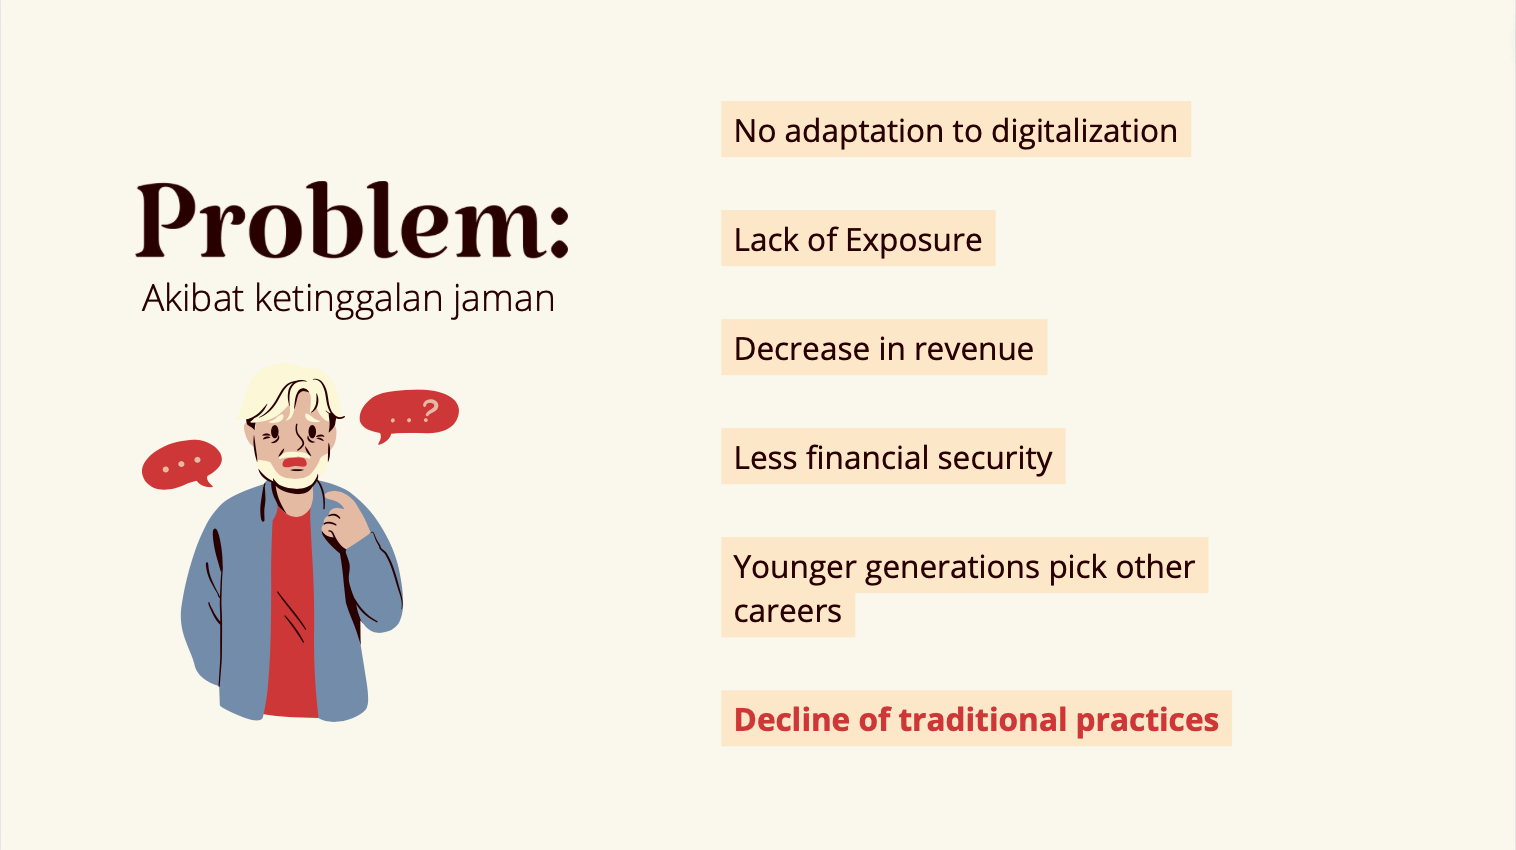 Problem:
Akibat ketinggalan jaman
. . ?
. . .
No adaptation to digitalization
Lack of Exposure
Decrease in revenue
Less financial security
Younger generations pick other
careers
Decline of traditional practices